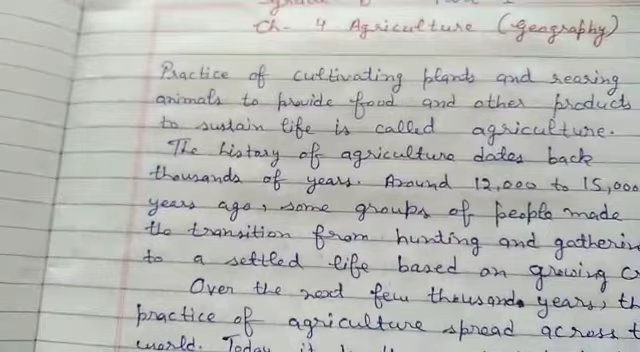 Ch- 4 Agriculture (Geography)
Practice of cultivating plants and rearing
animals to provide food and other products
to sustain life is called agriculture.
The history of agriculture dates back
thousands of years. Around 12,000 to 15,000
years ago, some groups of people made
the transition from hunting and gathering
to a settled life based on growing
Over the next few thousands years,
practice of agriculture spread across
world. Today it